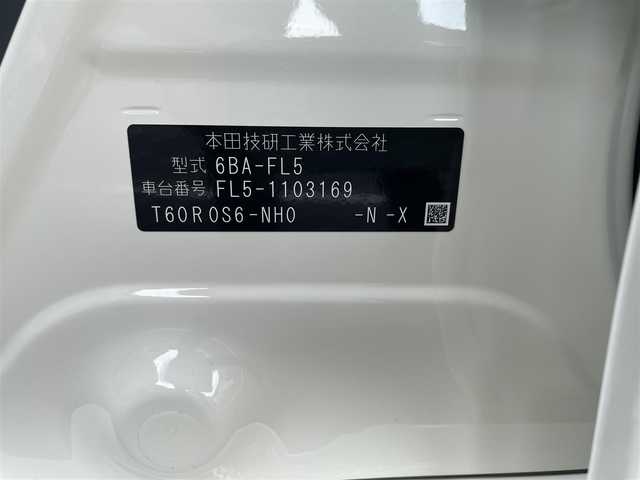 本田技研工業株式会社
型式 6BA-FL5
車台番号 FL5-1103169
T60R0S6-NH0 -N -X